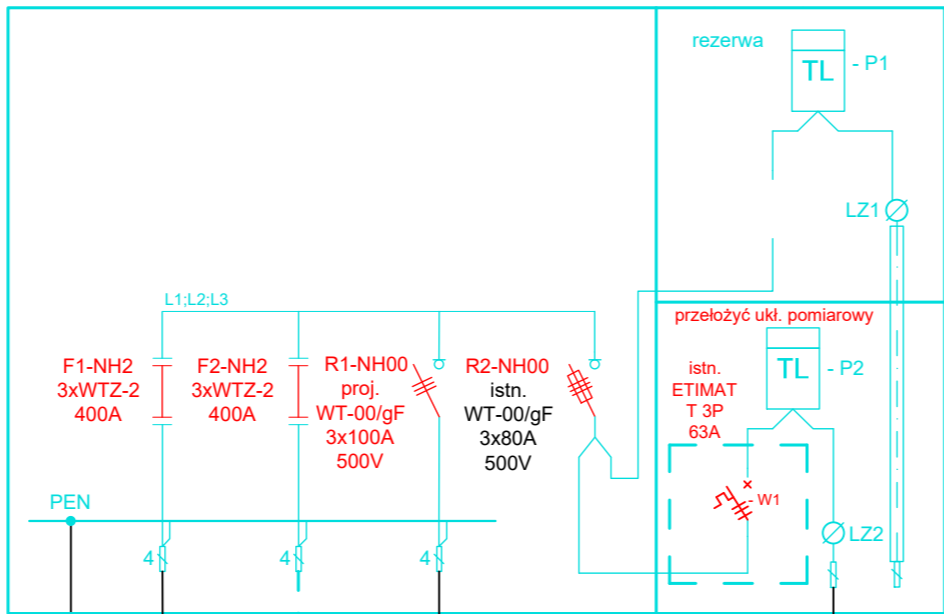 rezerwa
TL
- P1
LZ1
L1;L2;L3
przełożyć ukł. pomiarowy
F1-NH2
3xWTZ-2
400A
F2-NH2
3xWTZ-2
400A
R1-NH00
proj.
WT-00/gF
3x100A
500V
R2-NH00
istn.
WT-00/gF
3x80A
500V
istn.
ETIMAT
T 3P
63A
TL
- P2
- W1
PEN
LZ2
4
4
4